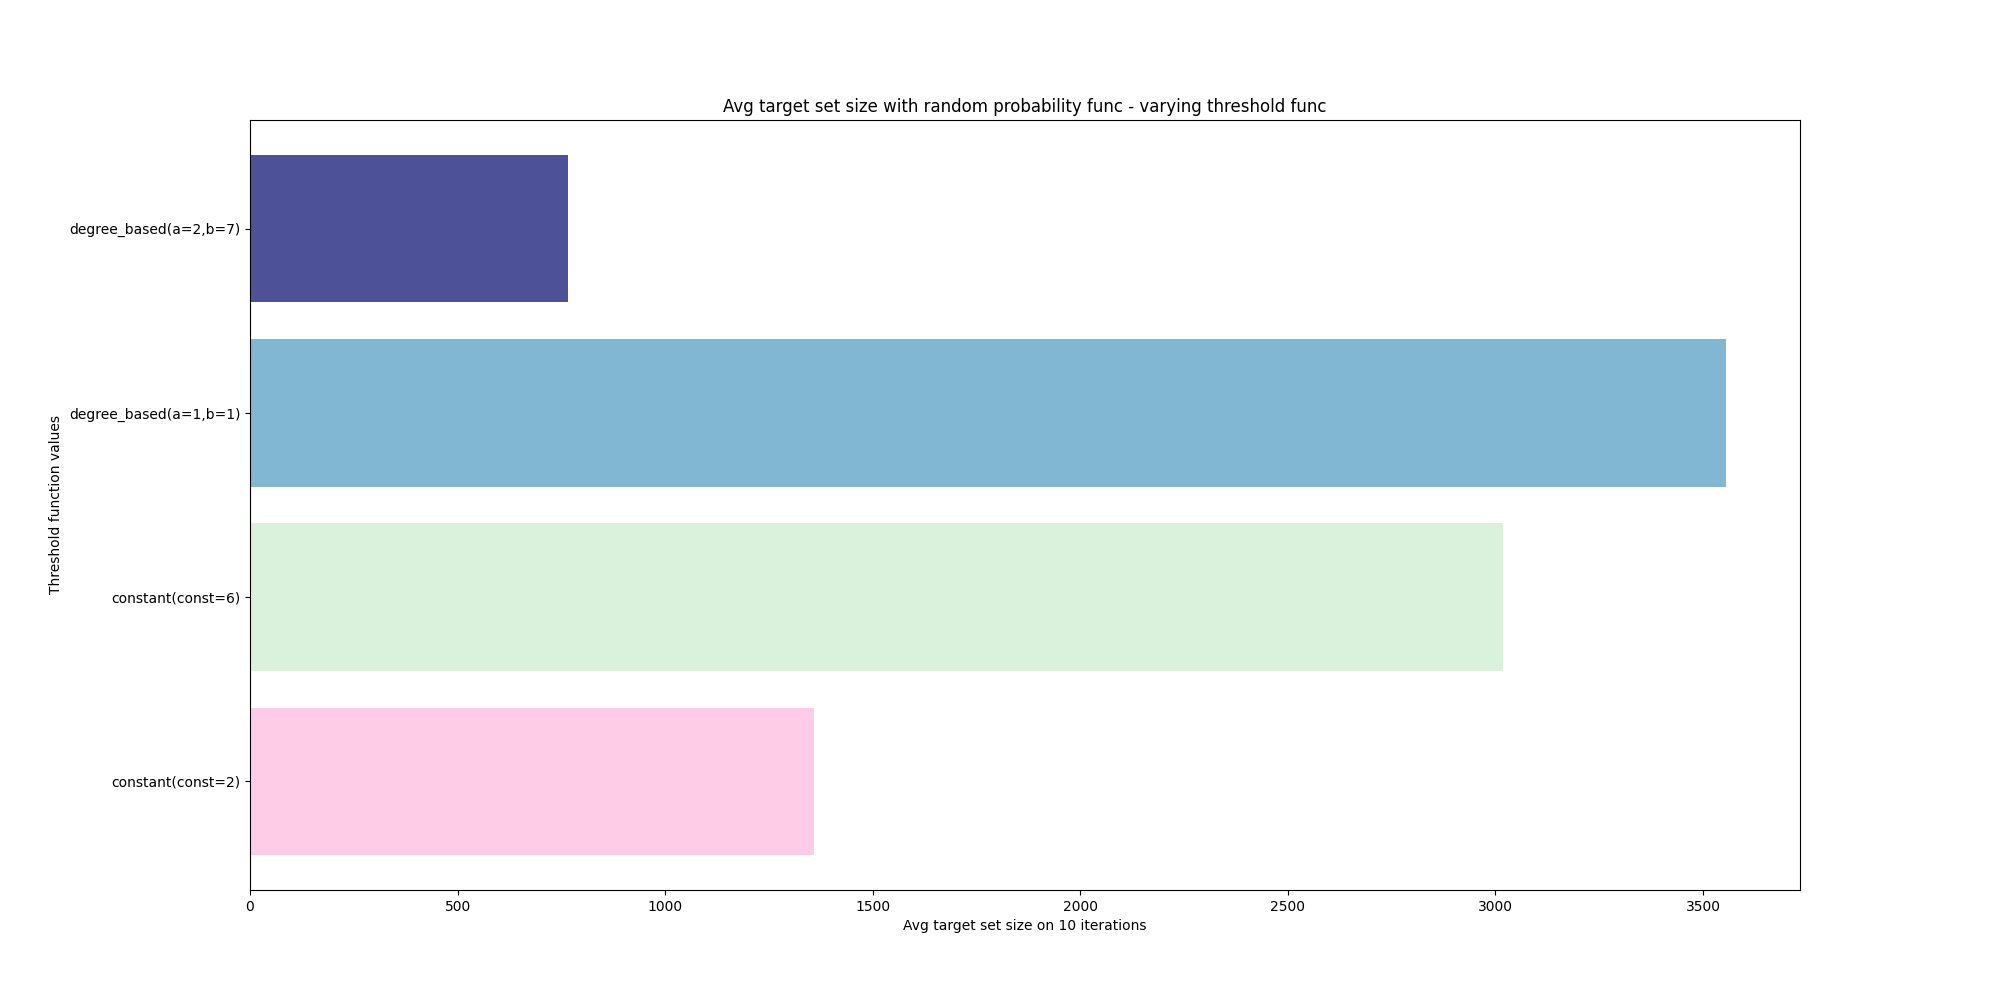 Avg target set size with random probability func - varying threshold func
degree_based(a=2,b=7)
degree_based(a=1,b=1)
constant(const=6)
constant(const=2)
Threshold function values
0 500 1000 1500 2000 2500 3000 3500
Avg target set size on 10 iterations